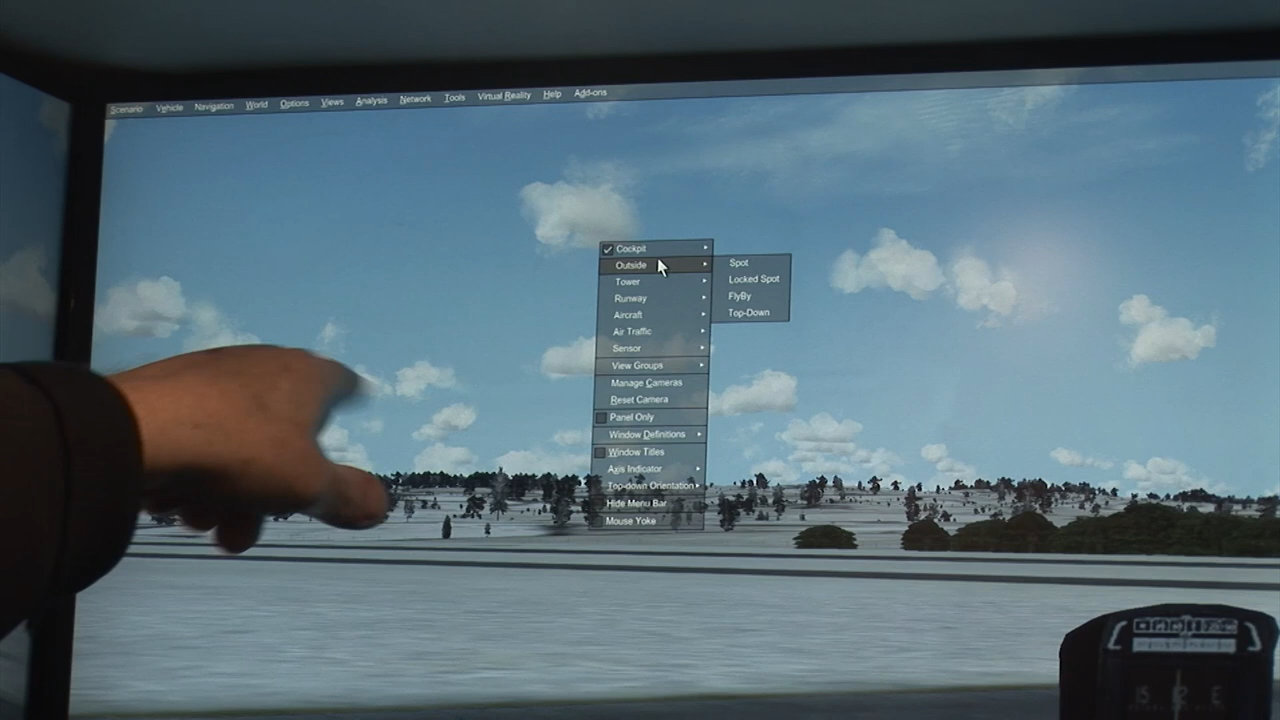 Scenario Vehicle Navigation World Options Views Analysis Network Tools Virtual Reality Help Add-ons
Cockpit
Outside
Tower
Runway
Aircraft
Air Traffic
Sensor
View Groups
Manage Cameras
Reset Camera
Panel Only
Window Definitions
Window Titles
Axis Indicator
Top-down Orientation
Hide Menu Bar
Mouse Yoke
Spot
Locked Spot
FlyBy
Top-Down
15 12 E